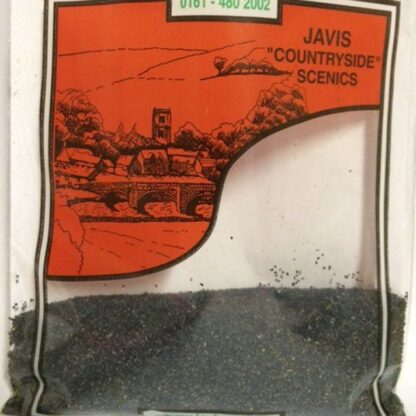 0161 - 480 2002
JAVIS
"COUNTRYSIDE"
SCENICS